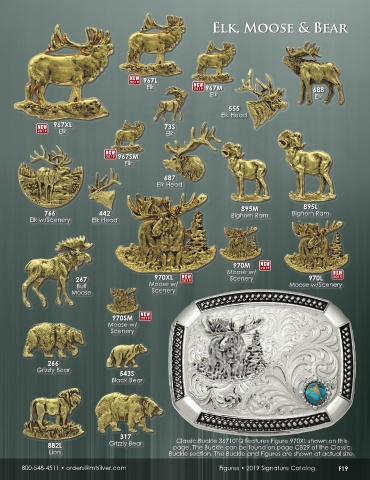 Elk, Moose & Bear
967L
Elk
NEW
967M
Elk
NEW
688
Elk
555
Elk Head
NEW
967XL
Elk
73S
Elk
NEW
967SM
Elk
687
Elk Head
766
Elk w/Scenery
442
Elk Head
895M
Bighorn Ram
895L
Bighorn Ram
267
Bull
Moose
970XL
Moose w/
Scenery
NEW
970M
Moose w/
Scenery
NEW
970L
Moose w/Scenery
NEW
970SM
Moose w/
Scenery
NEW
266
Grizzly Bear
543S
Black Bear
882L
Lion
317
Grizzly Bear
Classic Buckle 36710TQ features Figure 970XL shown on this
page. The Buckle can be found on page CB29 of the Classic
Buckle section. The Buckle and Figures are shown at actual size.
800-548-4511 • orders@mtsilver.com
Figures • 2019 Signature Catalog F19